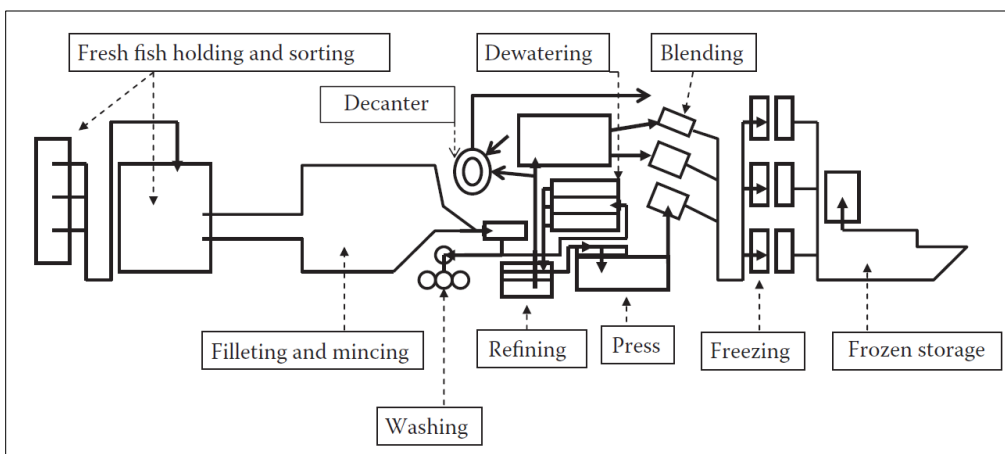 Fresh fish holding and sorting
Dewatering
Blending
Decanter
Filleting and mincing
Refining
Press
Freezing
Frozen storage
Washing